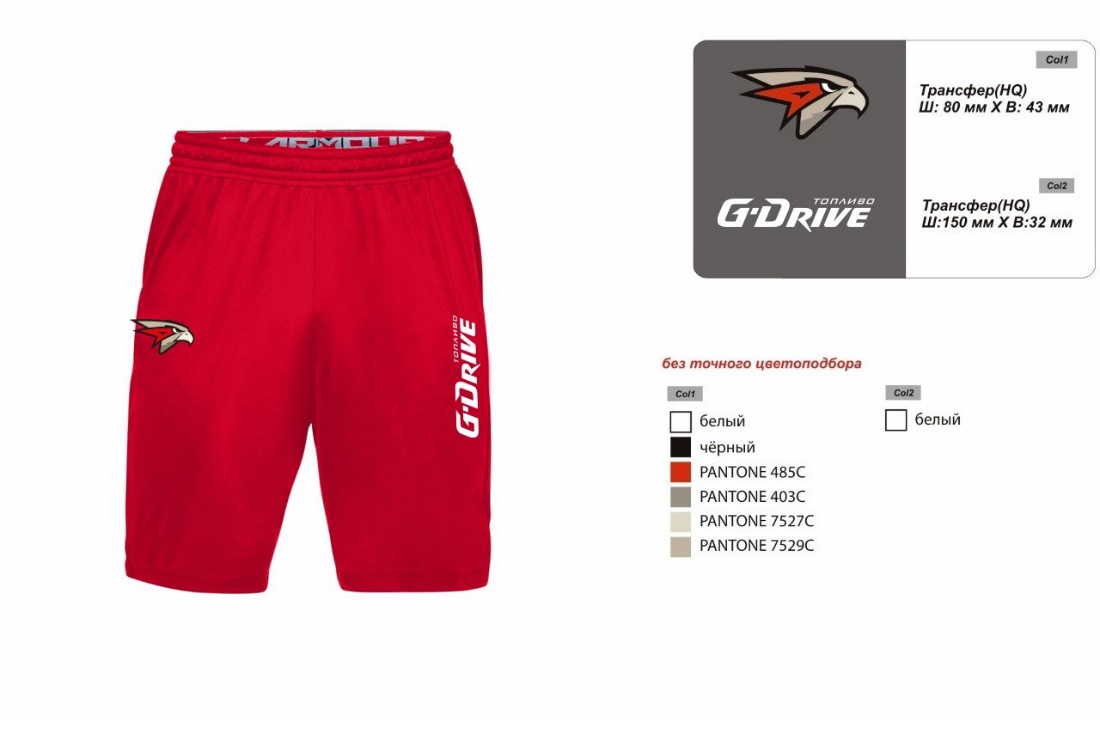 ARMOUR
ТОПЛИВО
G-DRIVE
Col1
Трансфер(HQ)
Ш: 80 мм X В: 43 мм
ТОПЛИВО
G-DRIVE
Col2
Трансфер(HQ)
Ш:150 мм X В:32 мм
без точного цветоподбора
Col1
белый
чёрный
PANTONE 485C
PANTONE 403C
PANTONE 7527C
PANTONE 7529C
Col2
белый